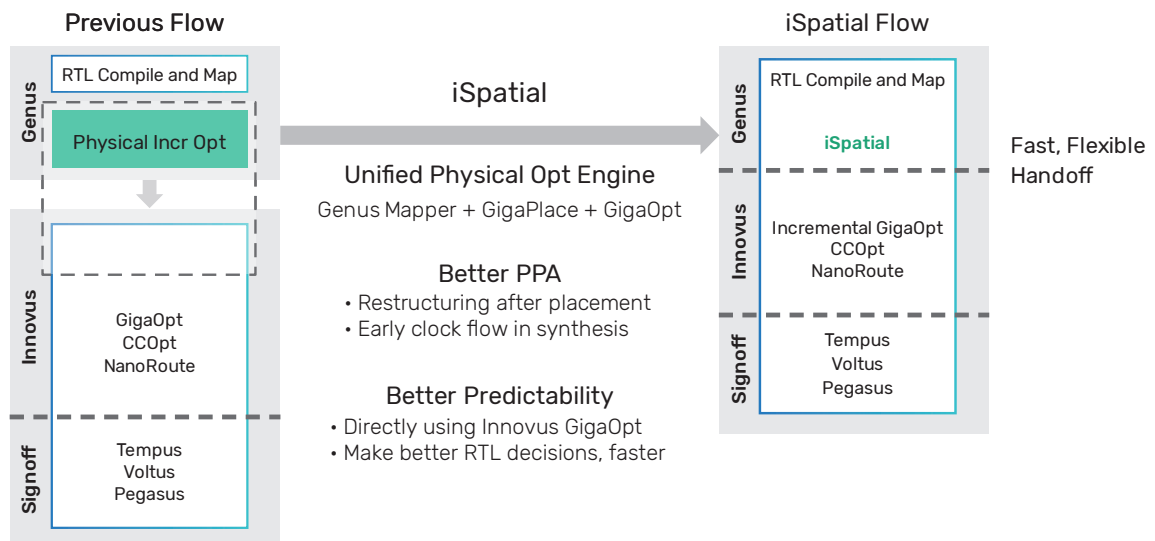 Previous Flow
Genus
RTL Compile and Map
Physical Incr Opt
Innovus
GigaOpt
CCOpt
NanoRoute
Signoff
Tempus
Voltus
Pegasus
iSpatial
Unified Physical Opt Engine
Genus Mapper + GigaPlace + GigaOpt
Better PPA
• Restructuring after placement
• Early clock flow in synthesis
Better Predictability
• Directly using Innovus GigaOpt
• Make better RTL decisions, faster
iSpatial Flow
Genus
RTL Compile and Map
iSpatial
Innovus
Incremental GigaOpt
CCOpt
NanoRoute
Signoff
Tempus
Voltus
Pegasus
Fast, Flexible
Handoff